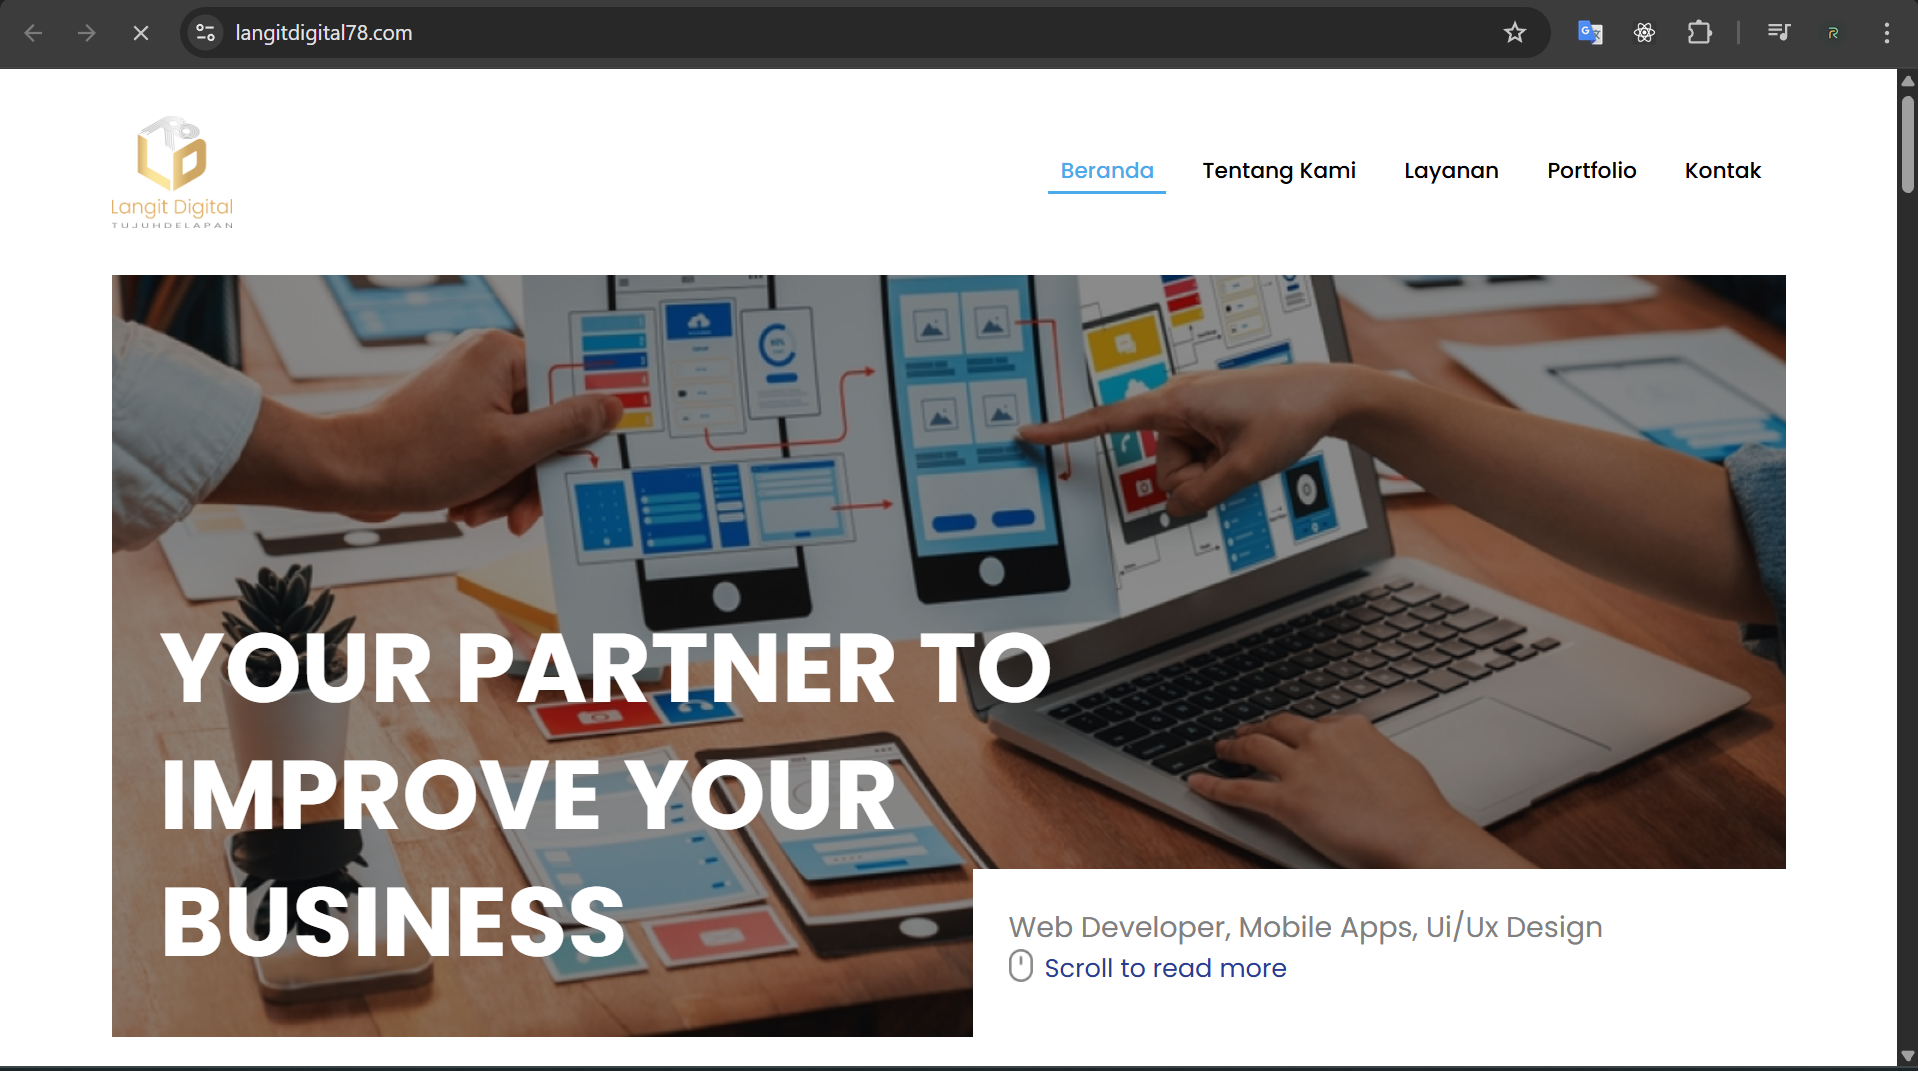 langitdigital78.com
Langit Digital
TUJUHDELAPAN
Beranda
Tentang Kami
Layanan
Portfolio
Kontak
YOUR PARTNER TO
IMPROVE YOUR
BUSINESS
Web Developer, Mobile Apps, Ui/Ux Design
Scroll to read more